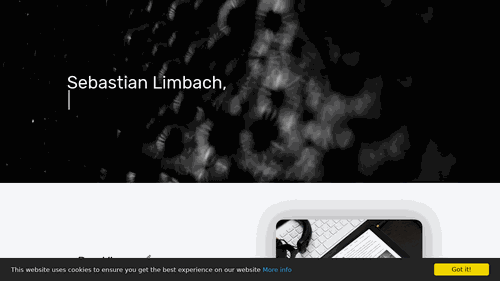 Sebastian Limbach,
This website uses cookies to ensure you get the best experience on our website More info
Got it!